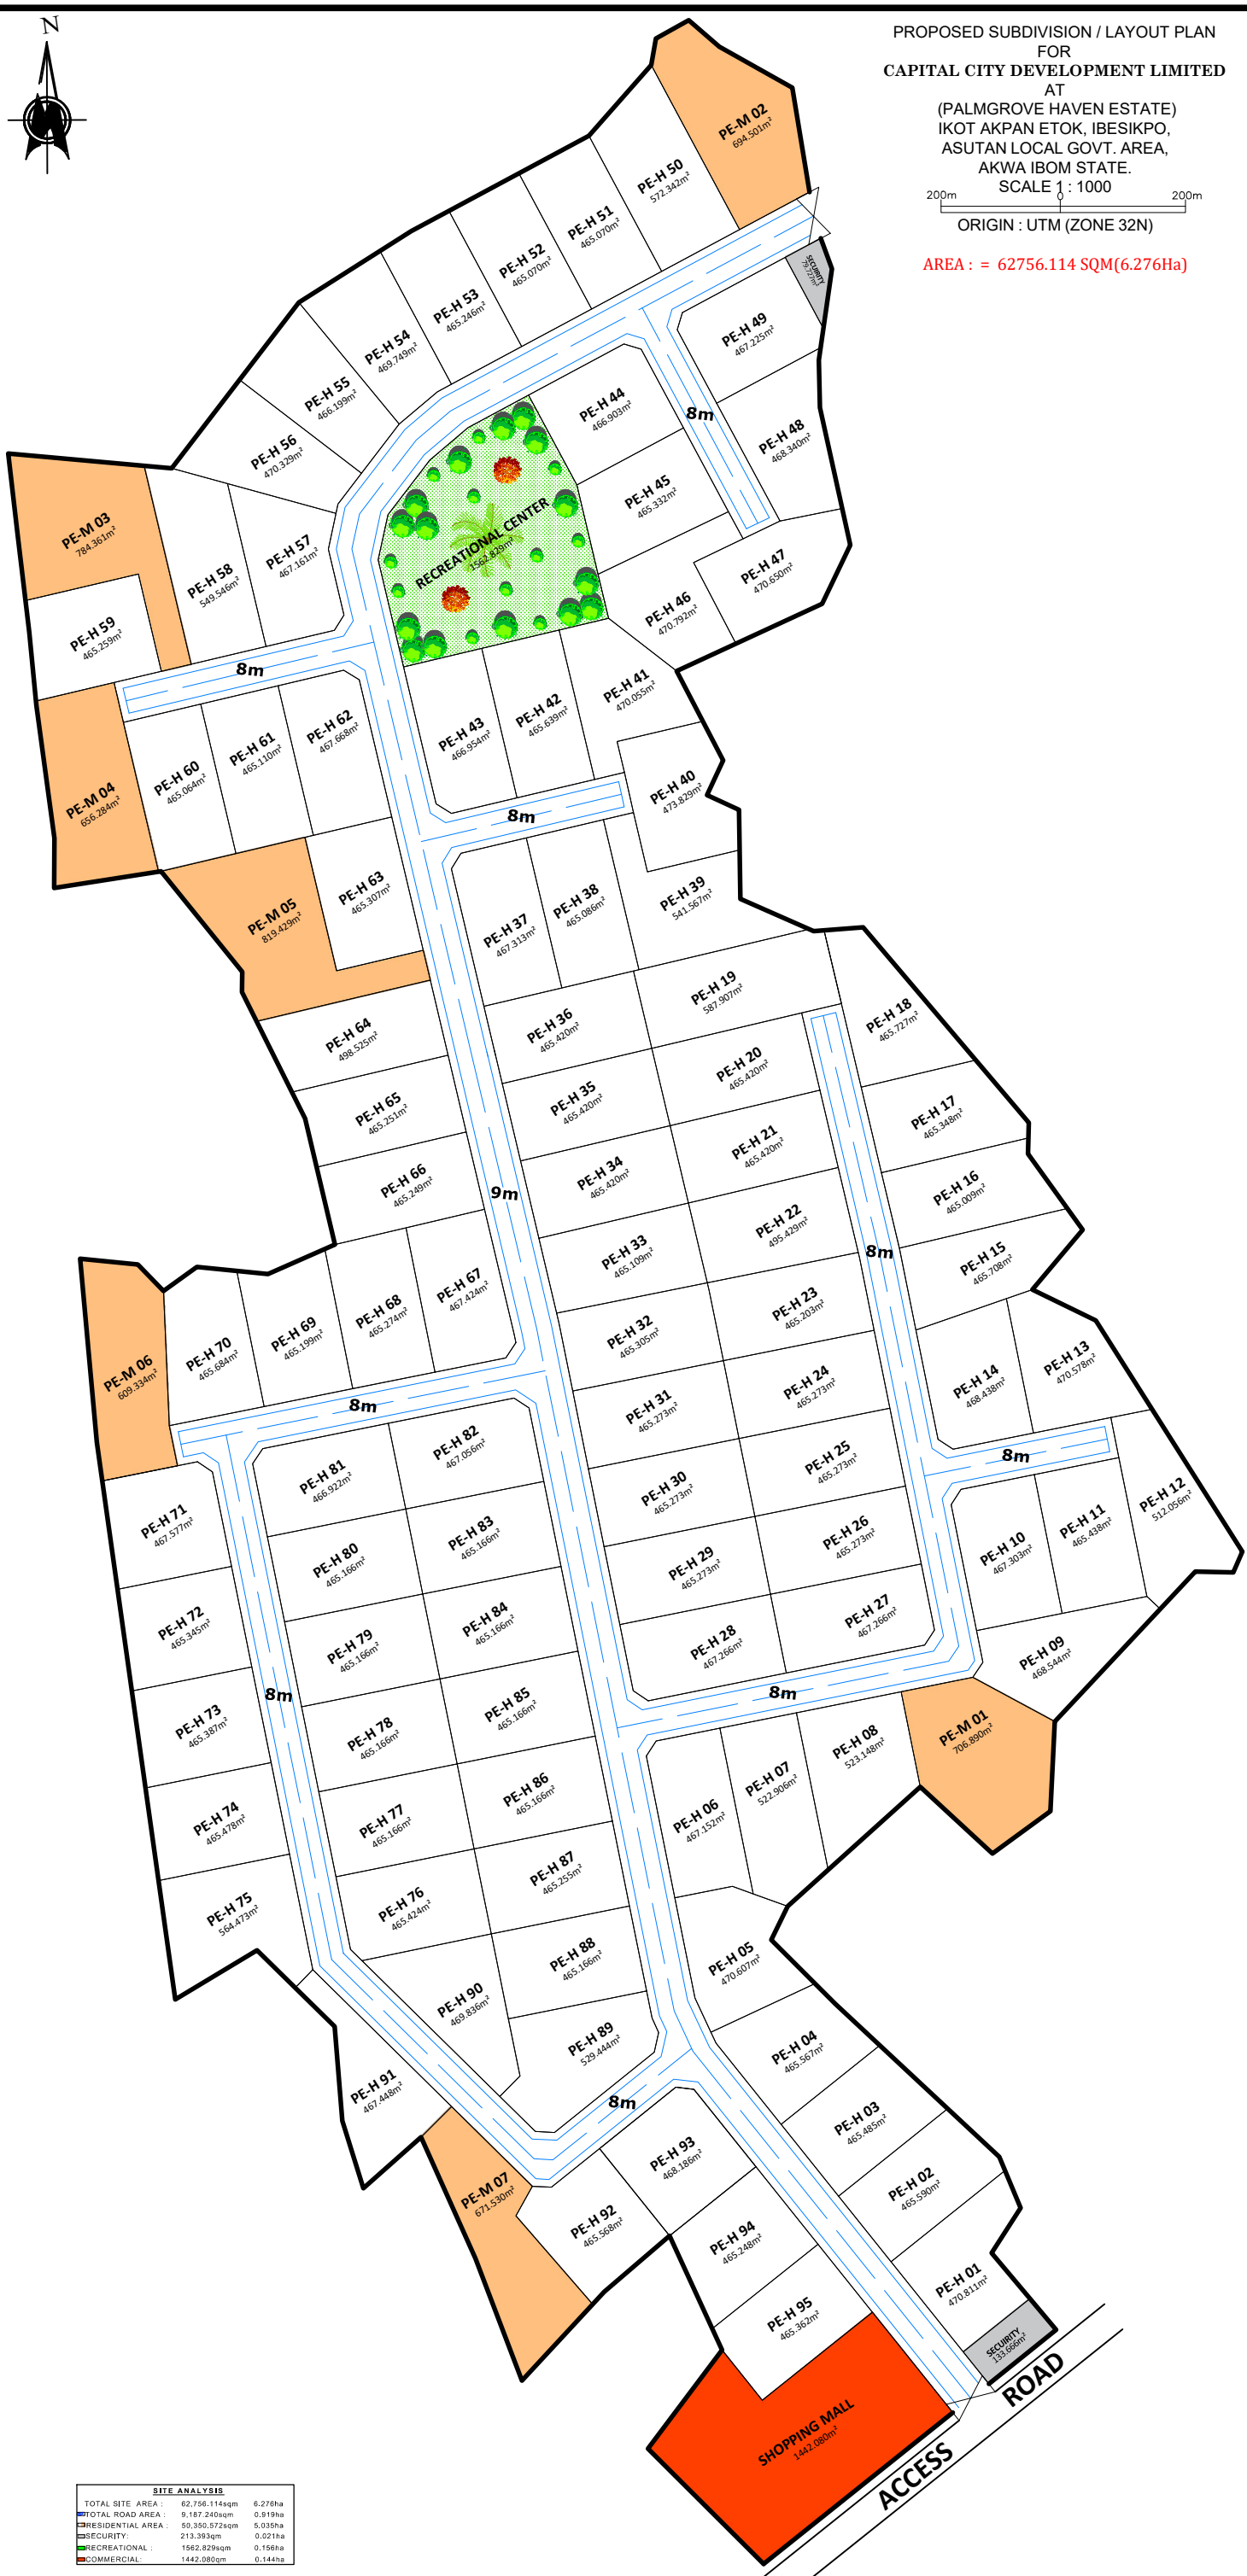 N
PROPOSED SUBDIVISION / LAYOUT PLAN
FOR
CAPITAL CITY DEVELOPMENT LIMITED
AT
(PALMGROVE HAVEN ESTATE)
IKOT AKPAN ETOK, IBESIKPO,
ASUTAN LOCAL GOVT. AREA,
AKWA IBOM STATE.
SCALE 1 : 1000
200m 0 200m
ORIGIN : UTM (ZONE 32N)
AREA : = 62756.114 SQM(6.276Ha)
PE-M 02
694.501m²
PE-H 50
572.342m²
PE-H 51
465.070m²
PE-H 52
465.070m²
PE-H 53
465.246m²
PE-H 54
469.749m²
PE-H 55
466.199m²
PE-H 56
470.329m²
SECURITY
79.727m²
PE-H 49
467.225m²
PE-H 48
468.340m²
8m
PE-H 44
466.903m²
PE-H 45
465.332m²
PE-H 47
470.650m²
PE-H 46
470.792m²
RECREATIONAL CENTER
1562.829m²
PE-M 03
784.361m²
PE-H 57
467.161m²
PE-H 58
549.546m²
PE-H 59
465.259m²
8m
PE-M 04
656.284m²
PE-H 60
465.064m²
PE-H 61
465.110m²
PE-H 62
467.668m²
PE-H 43
466.954m²
PE-H 42
465.639m²
PE-H 41
470.055m²
PE-H 40
473.829m²
8m
PE-H 63
465.307m²
PE-M 05
819.429m²
PE-H 37
467.313m²
PE-H 38
465.086m²
PE-H 39
541.567m²
PE-H 64
498.525m²
PE-H 36
465.420m²
PE-H 19
587.907m²
PE-H 18
465.727m²
PE-H 65
465.251m²
PE-H 35
465.420m²
PE-H 20
465.420m²
PE-H 17
465.348m²
PE-H 66
465.249m²
9m
PE-H 34
465.420m²
PE-H 21
465.420m²
PE-H 16
465.009m²
PE-H 33
465.109m²
PE-H 22
495.429m²
8m
PE-H 15
465.708m²
PE-H 67
467.424m²
PE-H 68
465.274m²
PE-H 69
465.199m²
PE-H 70
465.684m²
PE-M 06
609.334m²
PE-H 32
465.305m²
PE-H 23
465.203m²
PE-H 14
468.438m²
PE-H 13
470.578m²
8m
PE-H 31
465.273m²
PE-H 24
465.273m²
8m
PE-H 82
467.056m²
PE-H 81
466.922m²
PE-H 30
465.273m²
PE-H 25
465.273m²
PE-H 12
512.056m²
PE-H 11
465.438m²
PE-H 10
467.303m²
PE-H 71
467.577m²
PE-H 80
465.166m²
PE-H 83
465.166m²
PE-H 29
465.273m²
PE-H 26
465.273m²
PE-H 72
465.345m²
PE-H 79
465.166m²
PE-H 84
465.166m²
PE-H 28
467.266m²
PE-H 27
467.266m²
PE-H 09
468.544m²
8m
8m
PE-H 73
465.387m²
PE-H 78
465.166m²
PE-H 85
465.166m²
PE-M 01
706.890m²
PE-H 08
523.148m²
PE-H 07
522.906m²
PE-H 06
467.152m²
PE-H 74
465.478m²
PE-H 77
465.166m²
PE-H 86
465.166m²
PE-H 75
564.473m²
PE-H 76
465.424m²
PE-H 87
465.255m²
PE-H 88
465.166m²
PE-H 05
470.607m²
PE-H 90
469.836m²
PE-H 89
529.444m²
PE-H 04
465.567m²
PE-H 91
467.448m²
8m
PE-H 03
465.485m²
PE-H 93
468.186m²
PE-H 02
465.590m²
PE-M 07
671.530m²
PE-H 92
465.568m²
PE-H 94
465.248m²
PE-H 01
470.811m²
PE-H 95
465.362m²
SECUIRITY
133.666m²
SHOPPING MALL
1442.080m²
ACCESS ROAD
SITE ANALYSIS
TOTAL SITE AREA : 62,756.114sqm 6.276ha
TOTAL ROAD AREA : 9,187.240sqm 0.919ha
RESIDENTIAL AREA : 50,350.572sqm 5.035ha
SECURITY: 213.393qm 0.021ha
RECREATIONAL : 1562.829sqm 0.156ha
COMMERCIAL: 1442.080qm 0.144ha